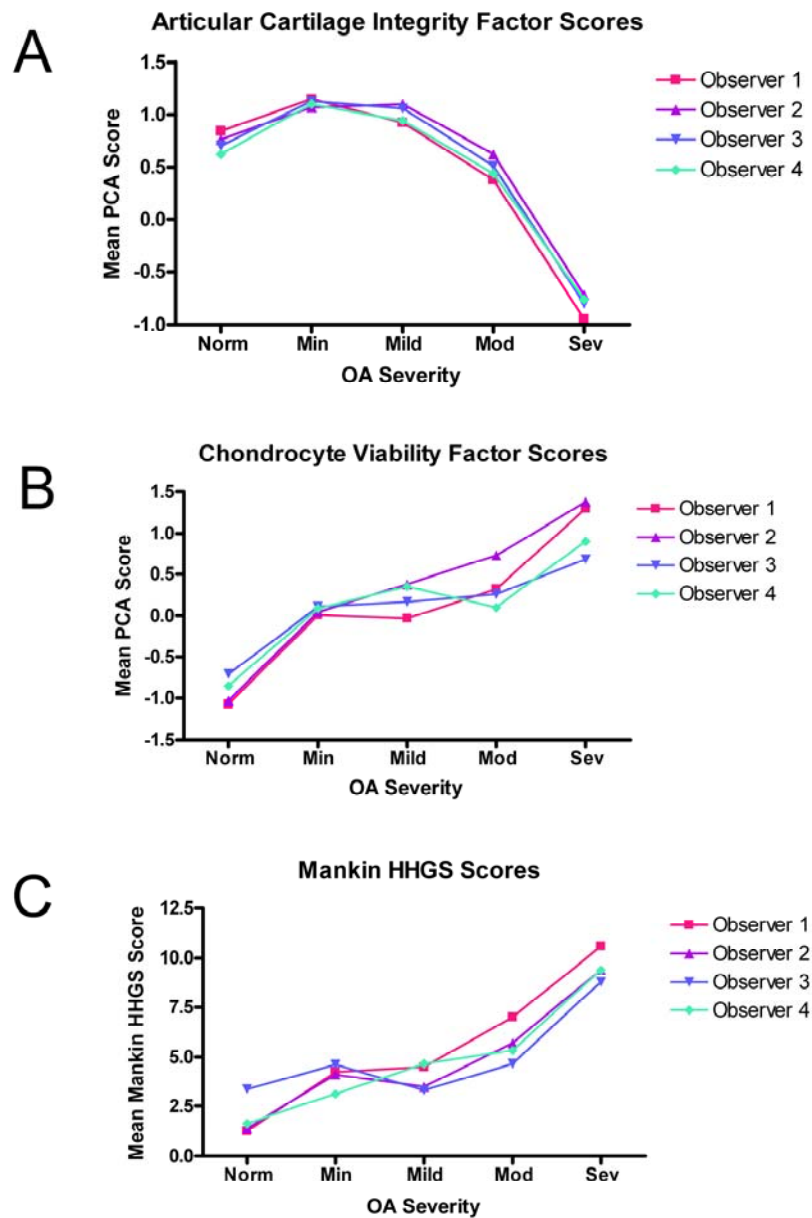 A
Articular Cartilage Integrity Factor Scores
1.5
1.0
0.5
0.0
-0.5
-1.0
Mean PCA Score
Norm Min Mild Mod Sev
OA Severity
Observer 1
Observer 2
Observer 3
Observer 4
B
Chondrocyte Viability Factor Scores
1.5
1.0
0.5
0.0
-0.5
-1.0
-1.5
Mean PCA Score
Norm Min Mild Mod Sev
OA Severity
Observer 1
Observer 2
Observer 3
Observer 4
C
Mankin HHGS Scores
12.5
10.0
7.5
5.0
2.5
0.0
Mean Mankin HHGS Score
Norm Min Mild Mod Sev
OA Severity
Observer 1
Observer 2
Observer 3
Observer 4